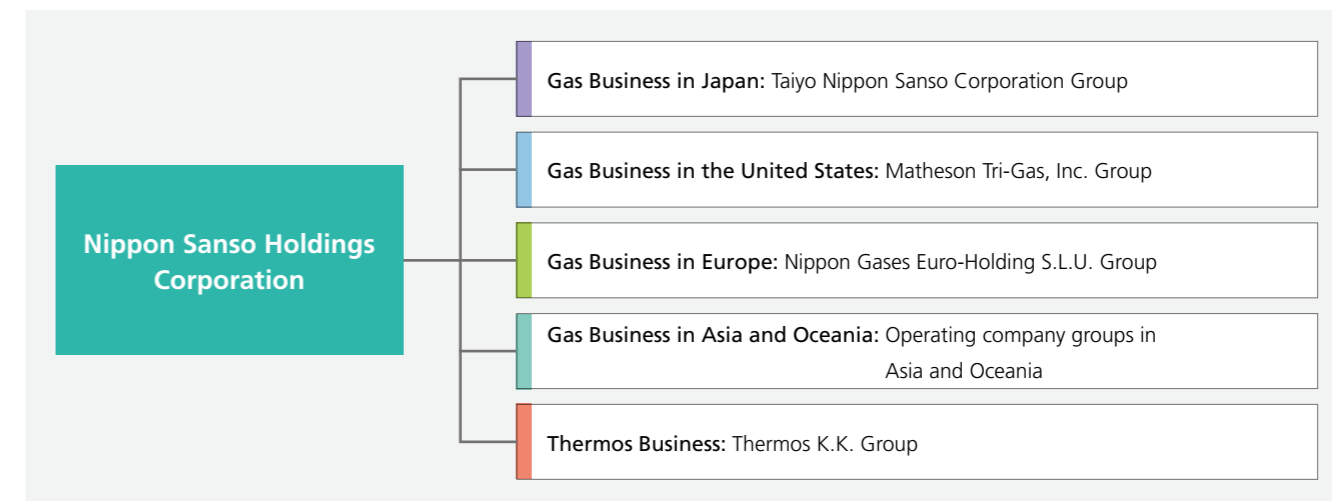 Nippon Sanso Holdings
Corporation
Gas Business in Japan: Taiyo Nippon Sanso Corporation Group
Gas Business in the United States: Matheson Tri-Gas, Inc. Group
Gas Business in Europe: Nippon Gases Euro-Holding S.L.U. Group
Gas Business in Asia and Oceania: Operating company groups in
Asia and Oceania
Thermos Business: Thermos K.K. Group